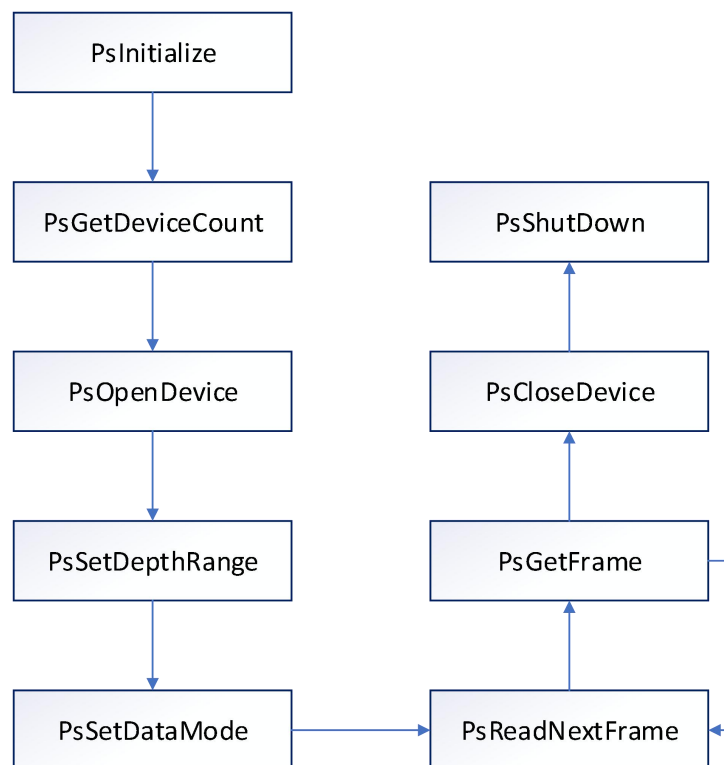 PsInitialize
PsGetDeviceCount
PsShutDown
PsOpenDevice
PsCloseDevice
PsSetDepthRange
PsGetFrame
PsSetDataMode
PsReadNextFrame